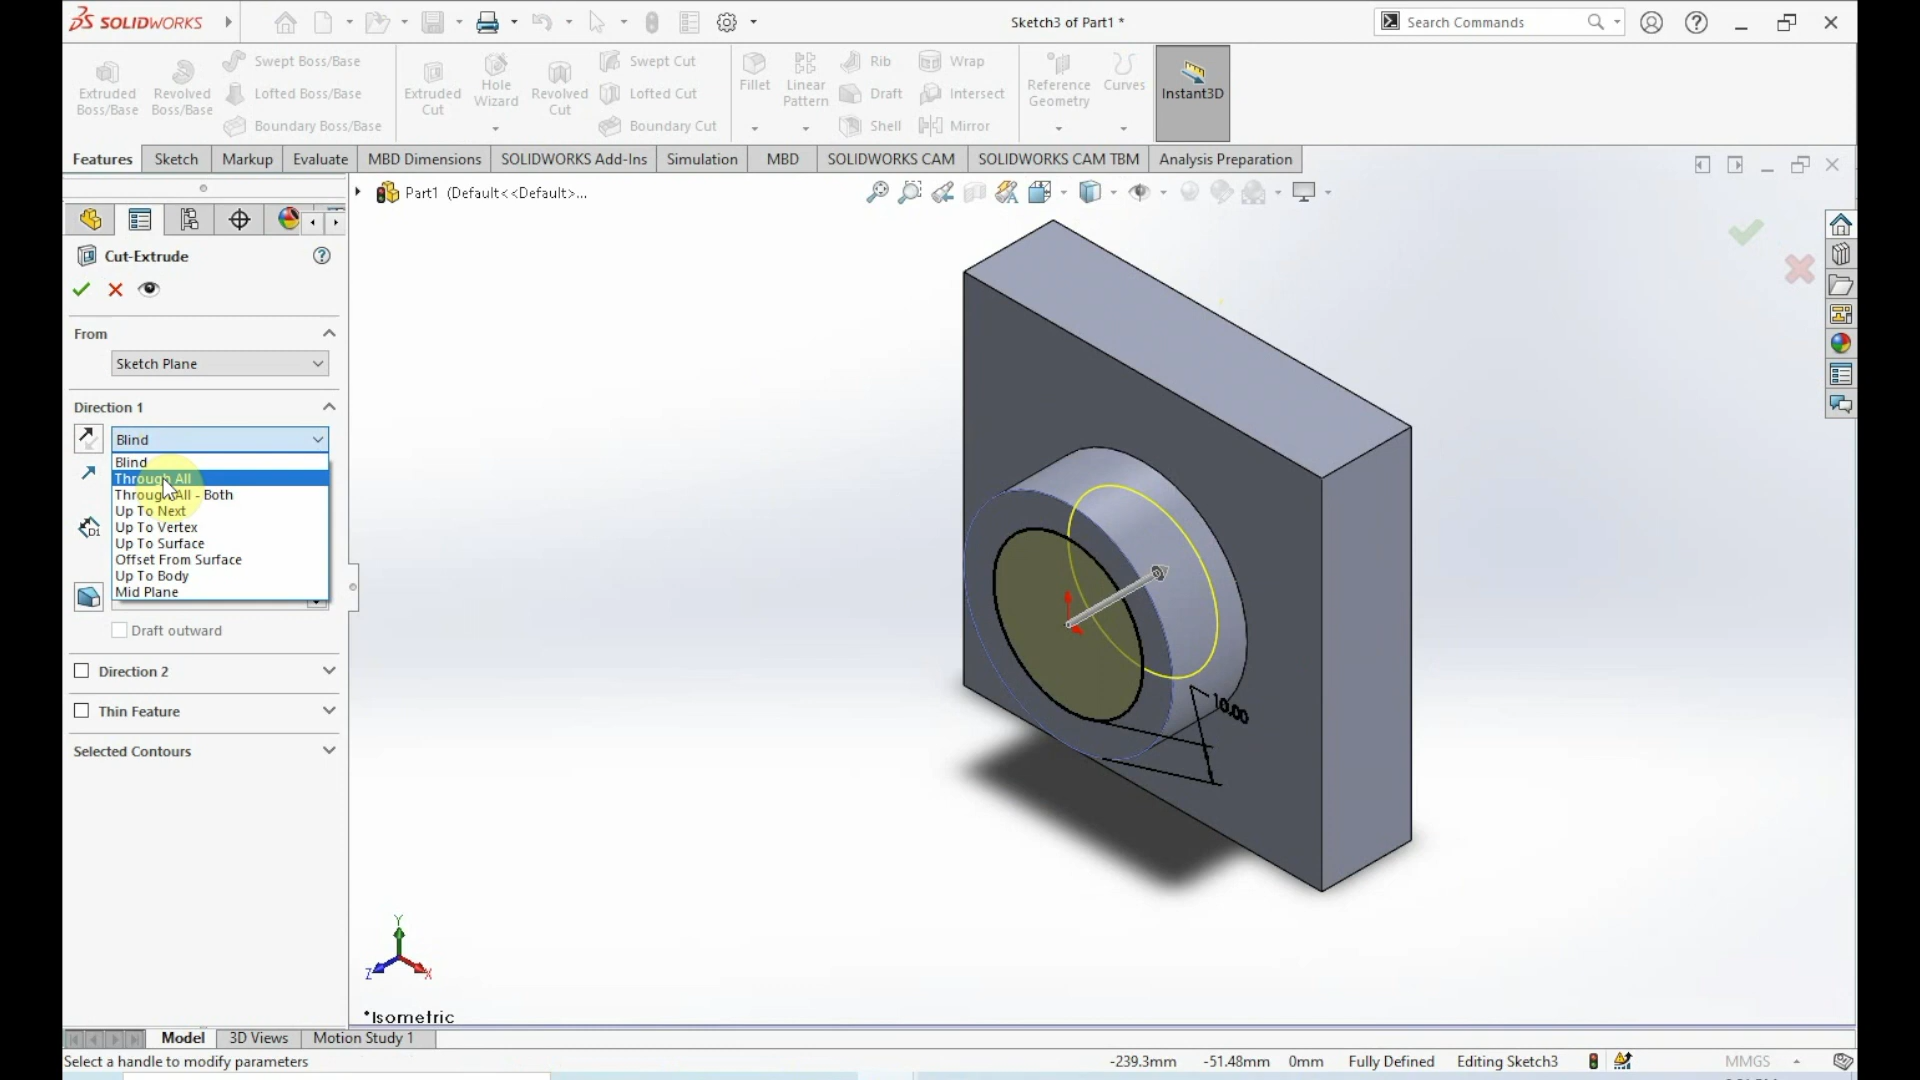 SOLIDWORKS
Sketch3 of Part1 *
Search Commands
Extruded Boss/Base
Revolved Boss/Base
Swept Boss/Base
Lofted Boss/Base
Boundary Boss/Base
Extruded Cut
Hole Wizard
Revolved Cut
Swept Cut
Lofted Cut
Boundary Cut
Fillet
Linear Pattern
Rib
Draft
Shell
Wrap
Intersect
Mirror
Reference Geometry
Curves
Instant3D
Features
Sketch
Markup
Evaluate
MBD Dimensions
SOLIDWORKS Add-Ins
Simulation
MBD
SOLIDWORKS CAM
SOLIDWORKS CAM TBM
Analysis Preparation
Part1 (Default<<Default>...
Cut-Extrude
From
Sketch Plane
Direction 1
Blind
Blind
Through All
Through All - Both
Up To Next
Up To Vertex
Up To Surface
Offset From Surface
Up To Body
Mid Plane
D1
Draft outward
Direction 2
Thin Feature
Selected Contours
10.00
Y
Z
X
*Isometric
Model
3D Views
Motion Study 1
Select a handle to modify parameters
-239.3mm
-51.48mm
0mm
Fully Defined
Editing Sketch3
MMGS